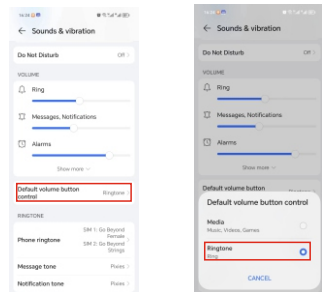 Sounds & vibration
Do Not Disturb Off
VOLUME
Ring
Messages, Notifications
Alarms
Show more
Default volume button
control
Ringtone
RINGTONE
Phone ringtone
SIM 1: Go Beyond
Female
SIM 2: Go Beyond
Strings
Message tone Pixies
Notification tone Pixies
Sounds & vibration
Do Not Disturb Off
VOLUME
Ring
Messages, Notifications
Alarms
Show more
Default volume button
Default volume button control
Media
Music, Videos, Games
Ringtone
Ring
CANCEL